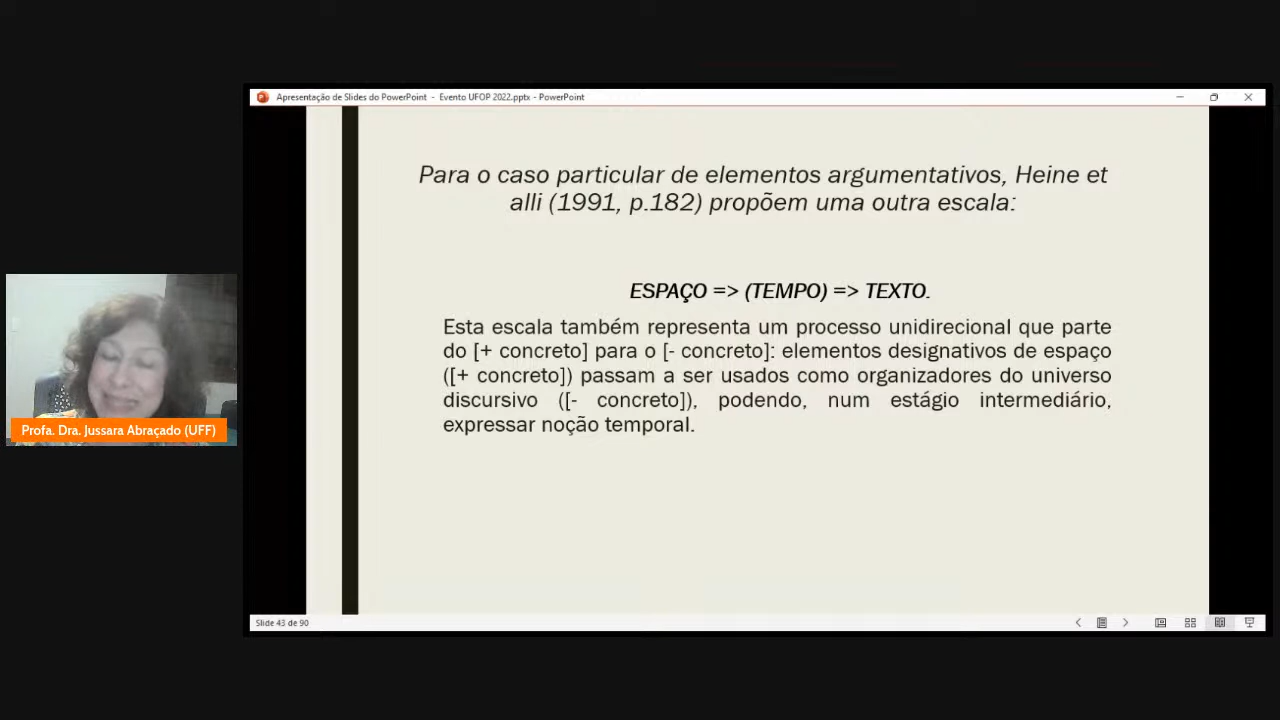 Apresentação de Slides do PowerPoint - Evento UFOP 2022.pptx - PowerPoint
Para o caso particular de elementos argumentativos, Heine et
alli (1991, p.182) propõem uma outra escala:
ESPAÇO => (TEMPO) => TEXTO.
Esta escala também representa um processo unidirecional que parte
do [+ concreto] para o [- concreto]: elementos designativos de espaço
([+ concreto]) passam a ser usados como organizadores do universo
discursivo ([- concreto]), podendo, num estágio intermediário,
expressar noção temporal.
Profa. Dra. Jussara Abraçado (UFF)
Slide 43 de 90